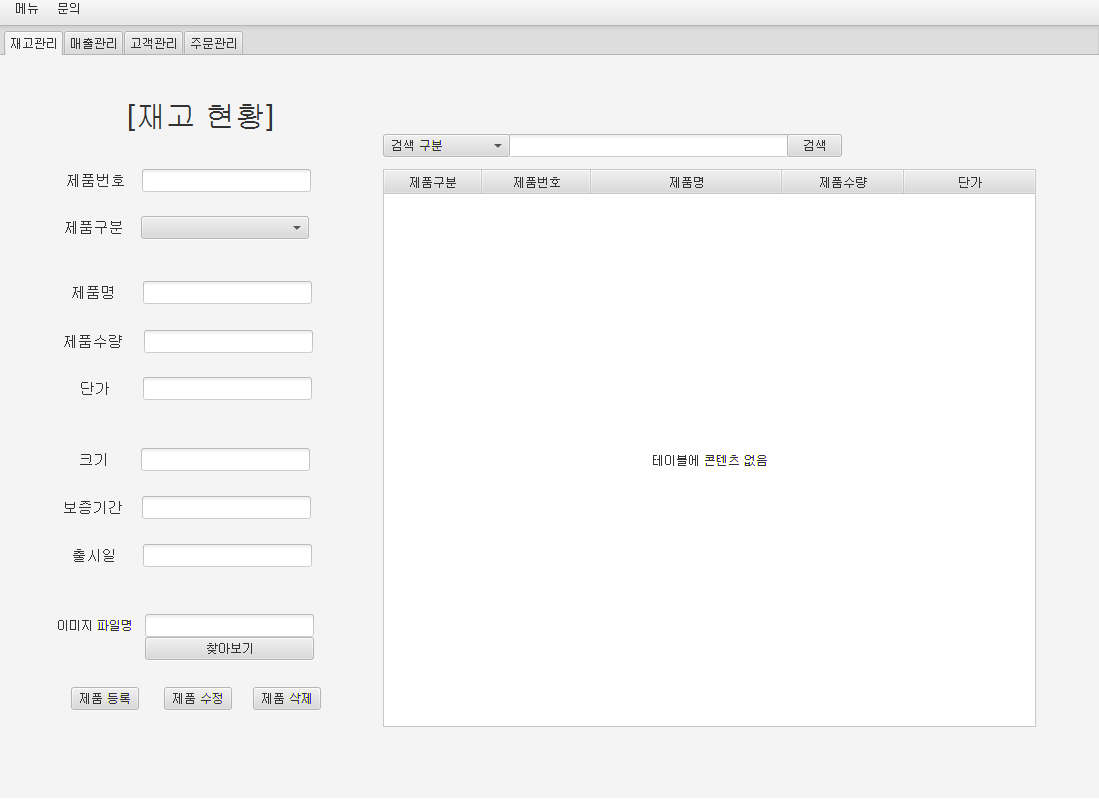 메뉴 문의
재고관리 매출관리 고객관리 주문관리
[재고 현황]
검색 구분 검색
제품번호
제품구분
제품명
제품수량
단가
크기
보증기간
출시일
이미지 파일명
찾아보기
제품 등록 제품 수정 제품 삭제
제품구분 제품번호 제품명 제품수량 단가
테이블에 콘텐츠 없음